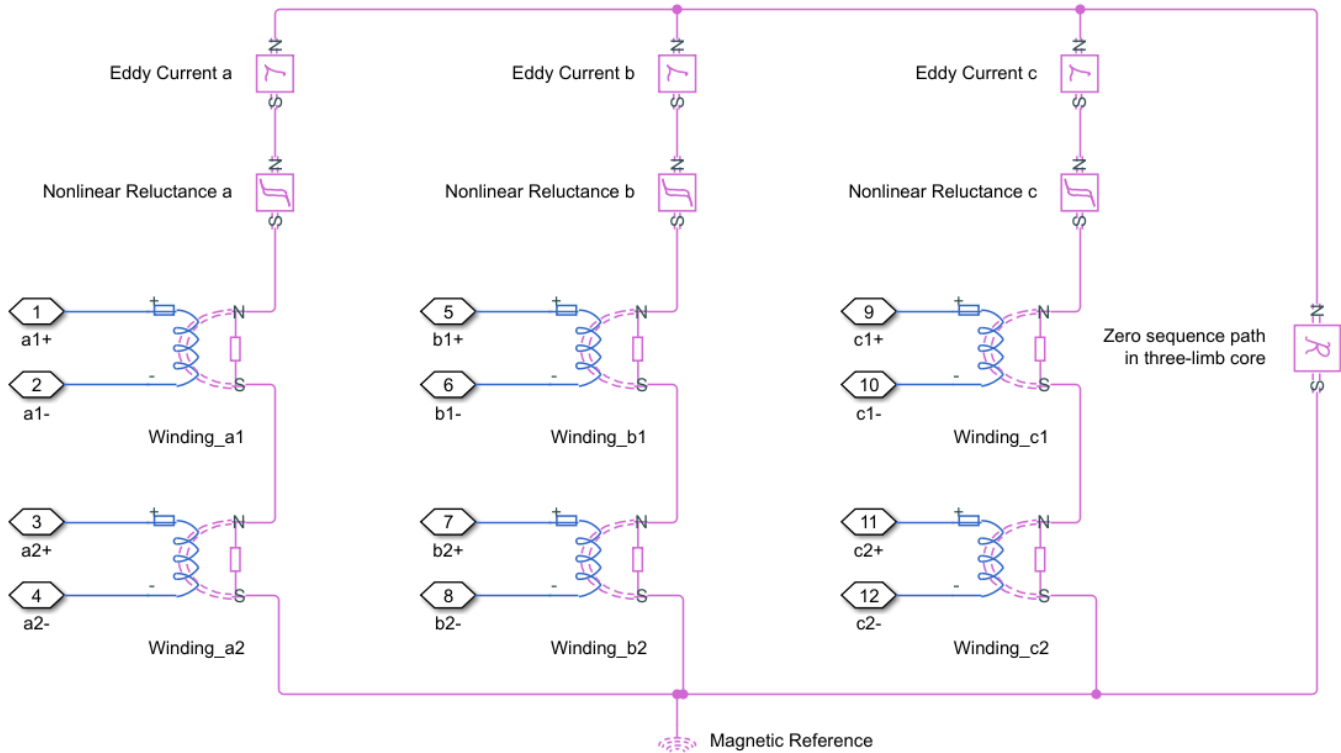 N N N
Eddy Current a Eddy Current b Eddy Current c
S S S
N N N
Nonlinear Reluctance a Nonlinear Reluctance b Nonlinear Reluctance c
S S S
1 + N 5 + N 9 + N N
a1+ b1+ c1+ Zero sequence path
R
in three-limb core
2 - S 6 - S 10 - S S
a1- b1- c1-
Winding_a1 Winding_b1 Winding_c1
3 + N 7 + N 11 + N
a2+ b2+ c2+
4 - S 8 - S 12 - S
a2- b2- c2-
Winding_a2 Winding_b2 Winding_c2
Magnetic Reference